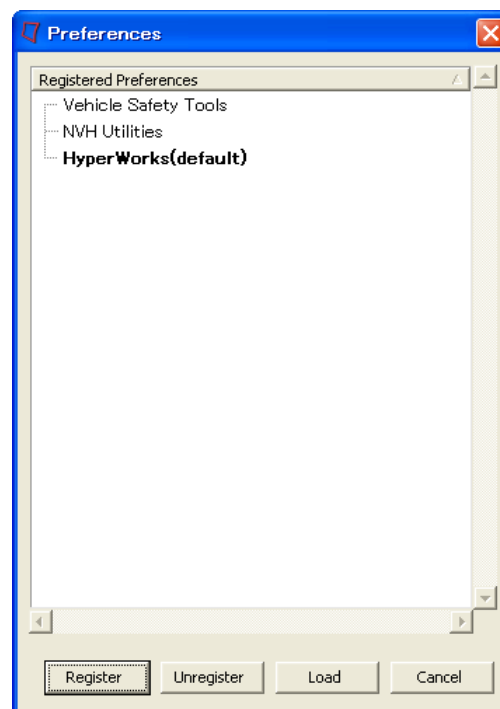 Preferences
Registered Preferences
Vehicle Safety Tools
NVH Utilities
HyperWorks(default)
Register Unregister Load Cancel